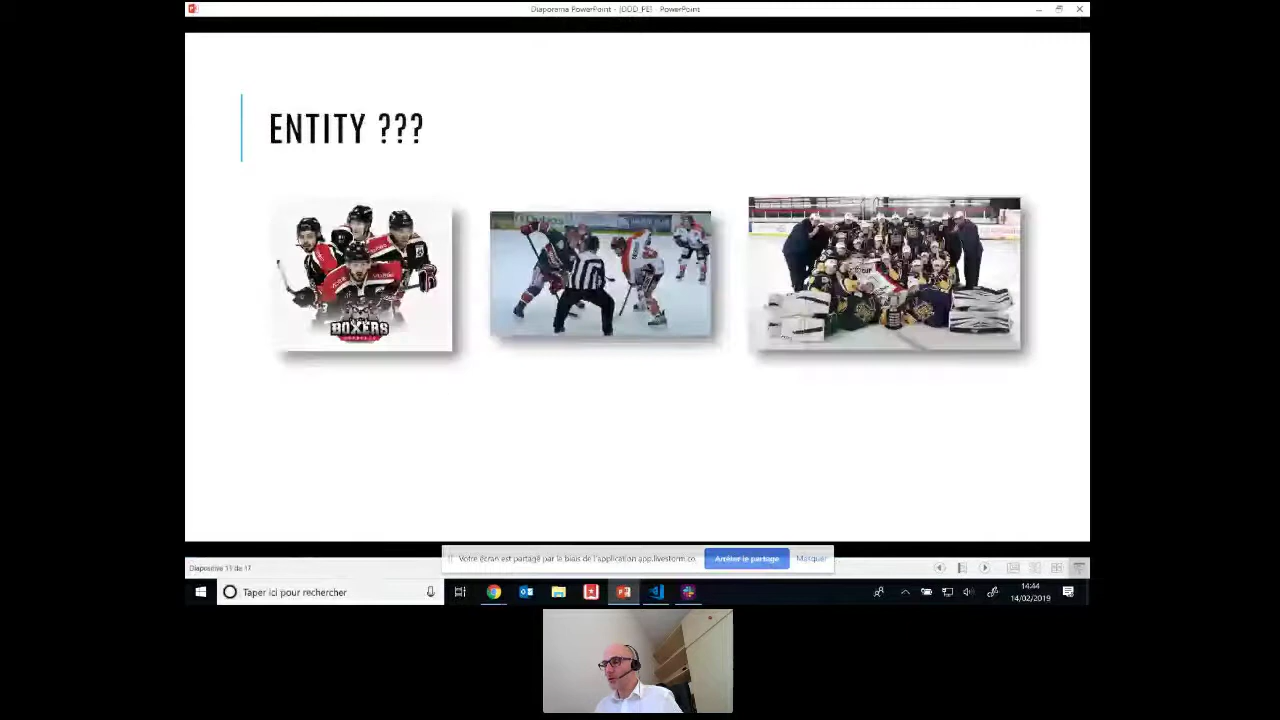 Diaporama PowerPoint - [DDD_PE] - PowerPoint
ENTITY ???
BOXERS
Votre écran est partagé par le biais de l'application app.livestorm.co
Arrêter le partage
Masquer
Diapositive 11 de 17
Taper ici pour rechercher
14:44
14/02/2019